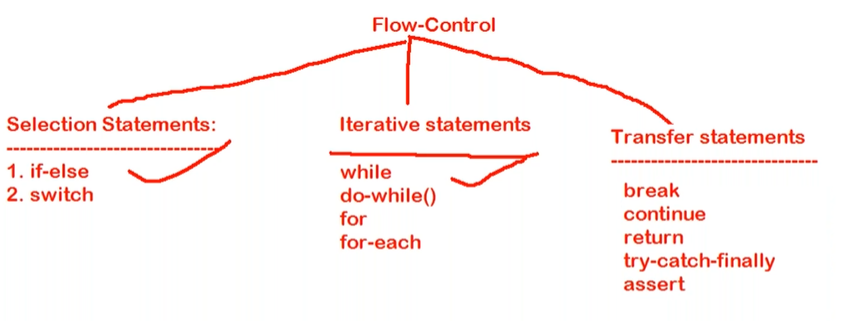 Flow-Control
Selection Statements:
--------------------------------
1. if-else
2. switch
Iterative statements
while
do-while()
for
for-each
Transfer statements
-------------------------------
break
continue
return
try-catch-finally
assert